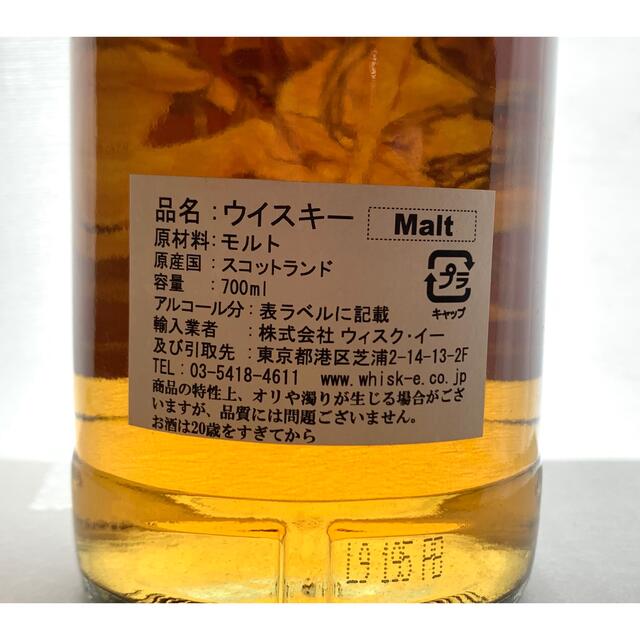 品名:ウイスキー
Malt
原材料:モルト
原産国:スコットランド
容量:700ml
プラ
キャップ
アルコール分:表ラベルに記載
輸入業者:株式会社 ウィスク・イー
及び引取先:東京都港区芝浦2-14-13-2F
TEL:03-5418-4611 www.whisk-e.co.jp
商品の特性上、オリや濁りが生じる場合がござ
いますが、品質には問題ございません。
お酒は20歳をすぎてから